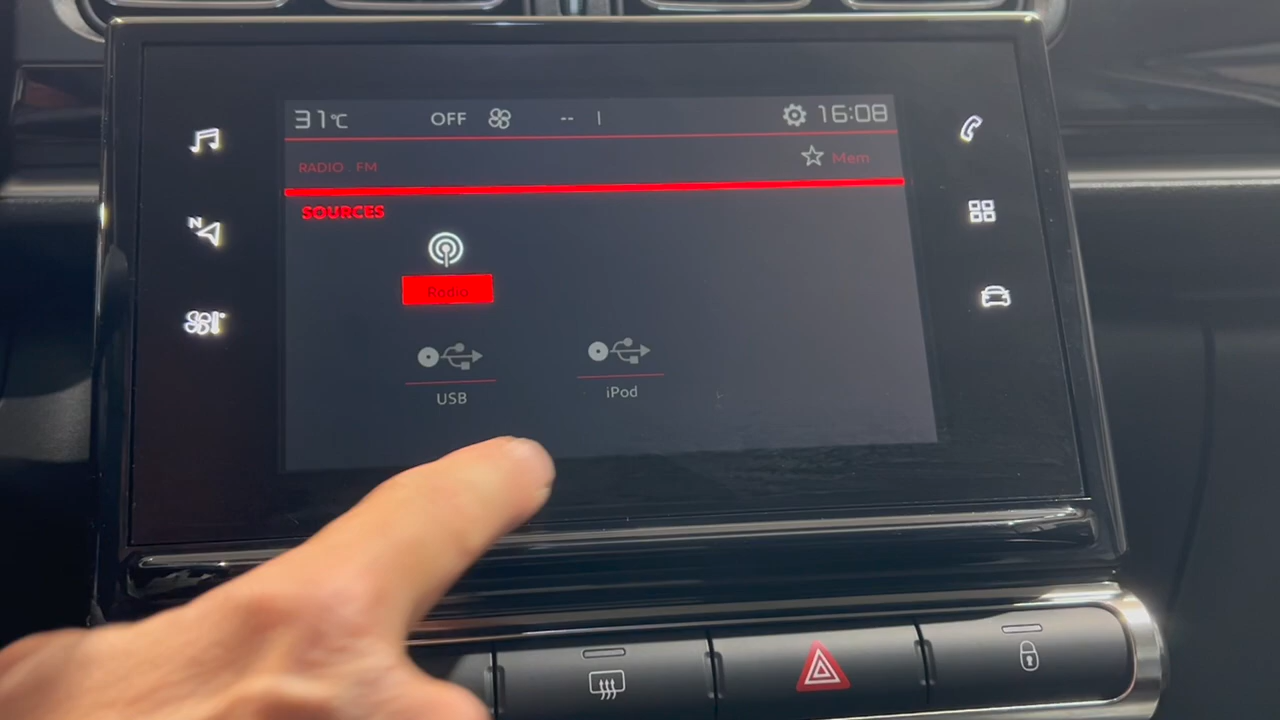 31°C OFF -- 16:08
RADIO . FM Mem
SOURCES
Radio
USB iPod
N